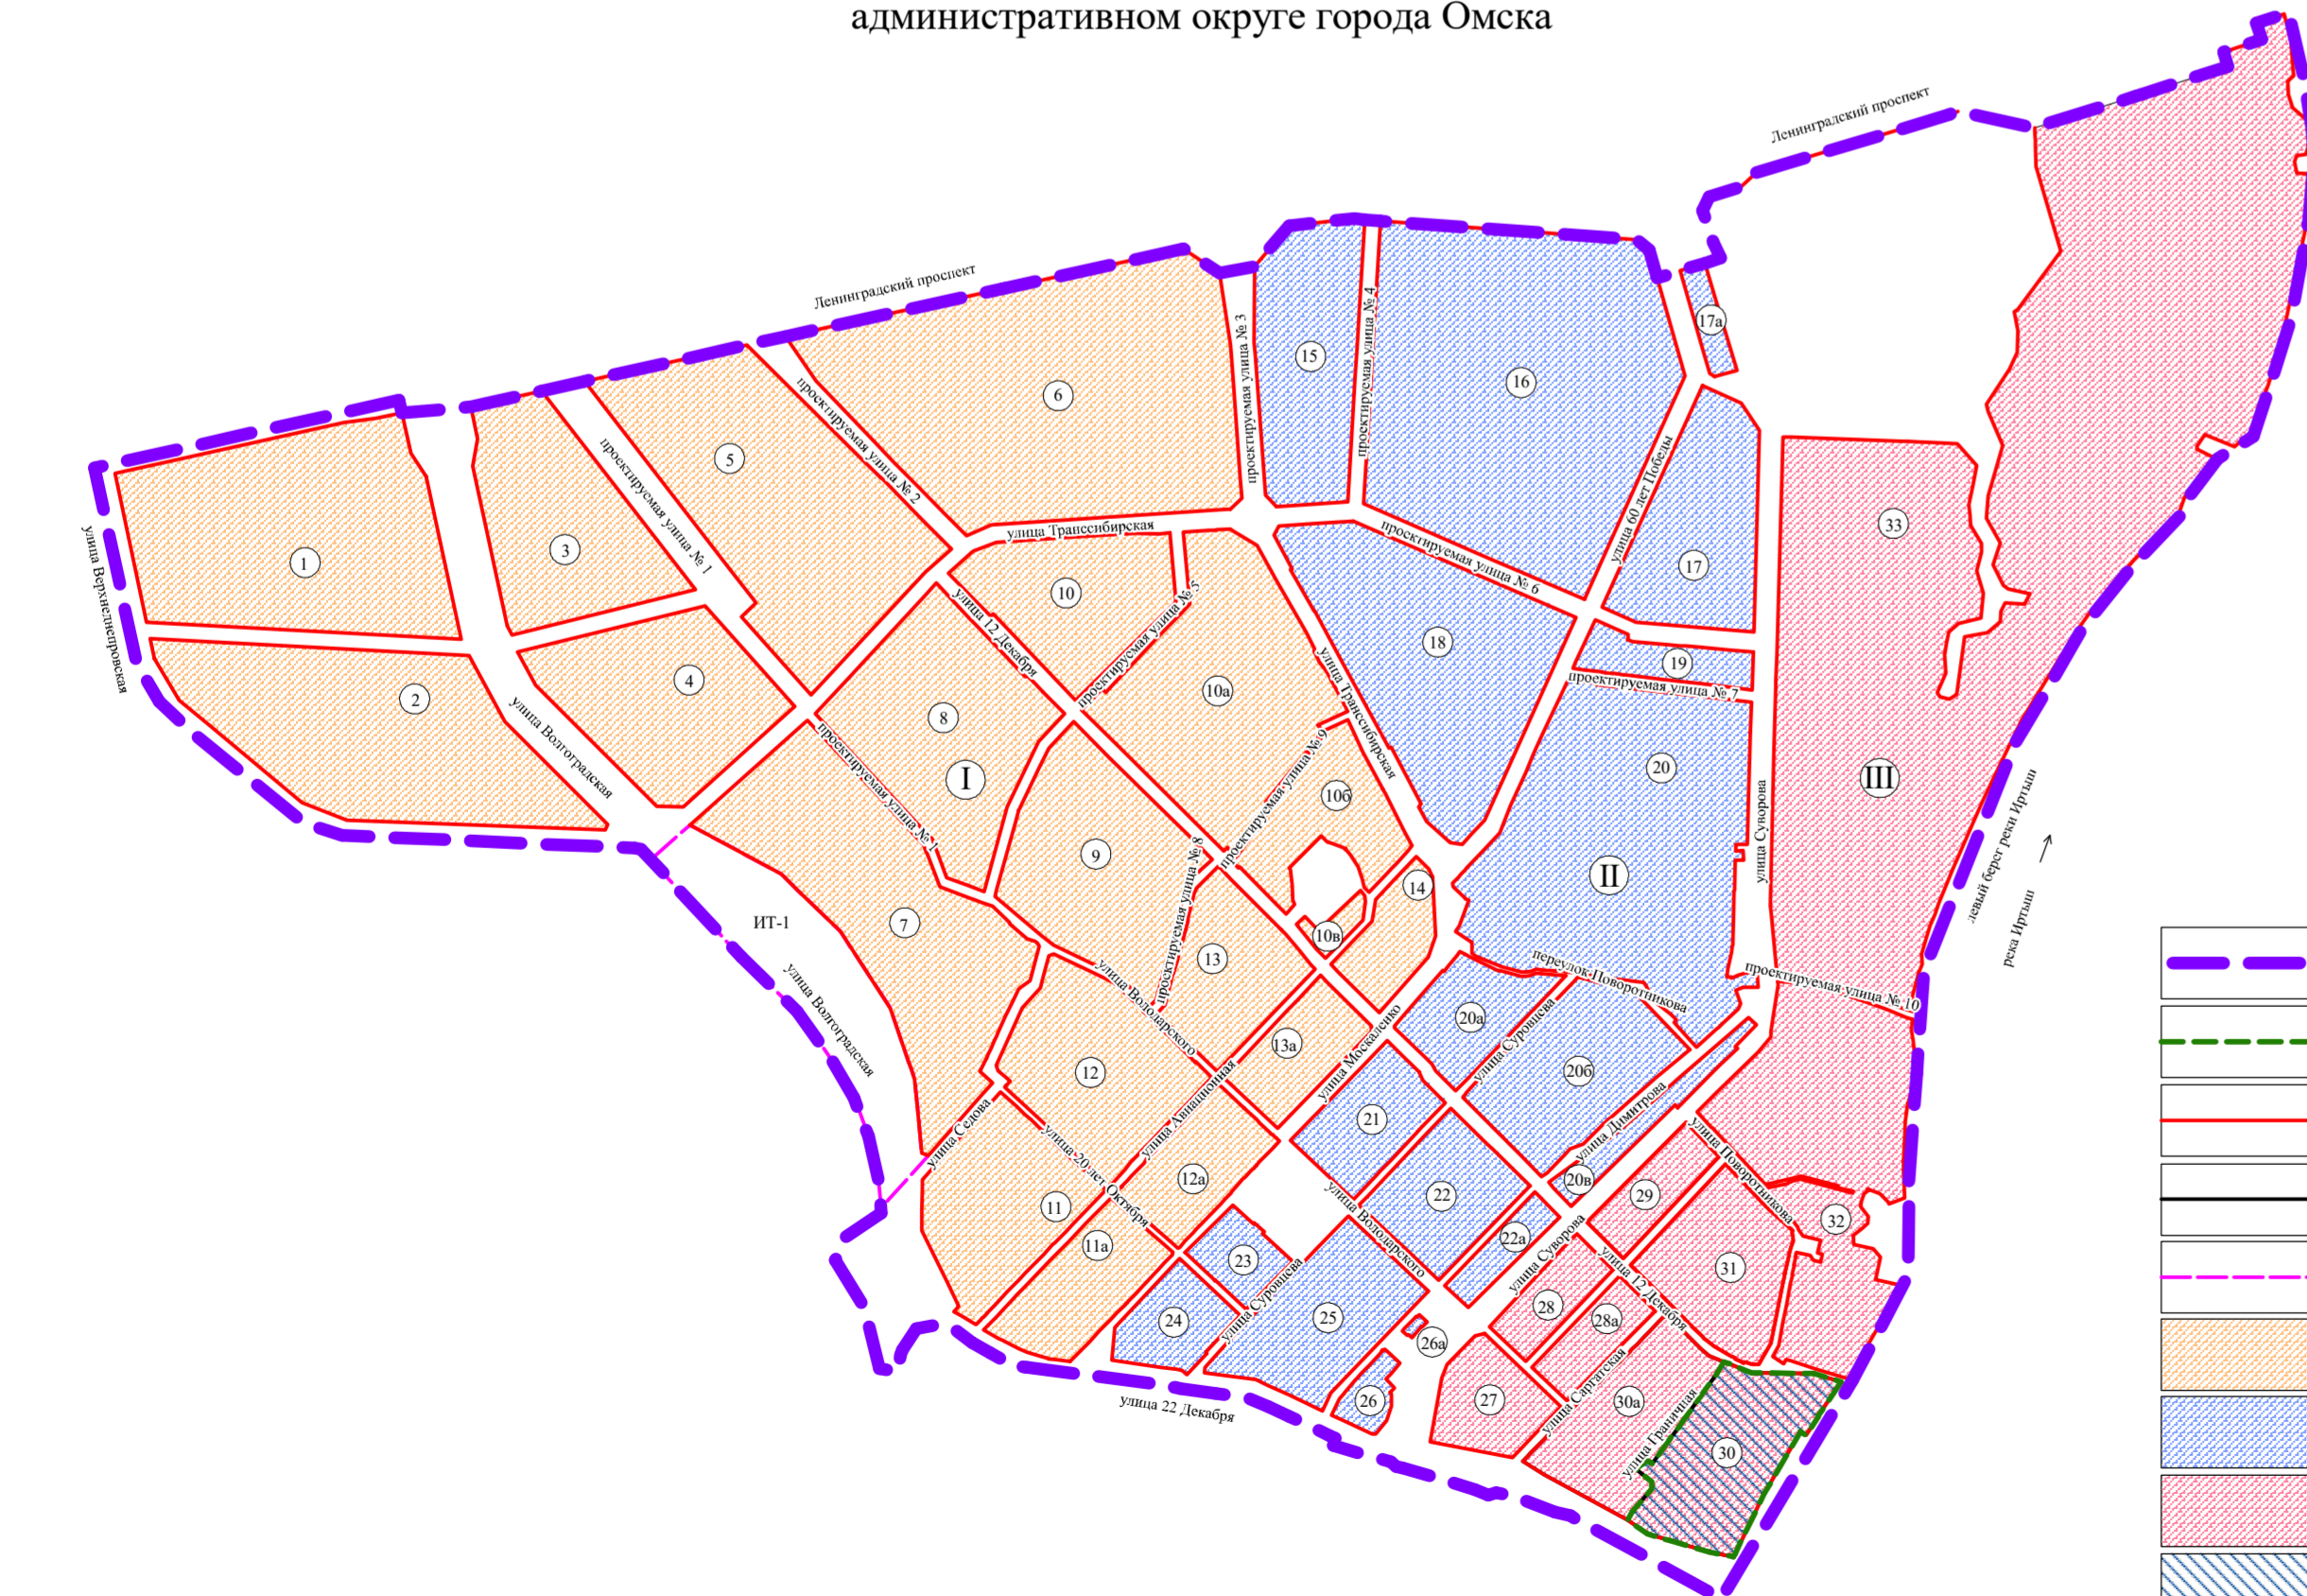 административном округе города Омска
Ленинградский проспект
Ленинградский проспект
17а
проектируемая улица № 3
проектируемая улица № 4
15
16
6
проектируемая улица № 2
5
проектируемая улица № 1
33
улица 60 лет Победы
улица Транссибирская
проектируемая улица № 6
3
1
17
улица Верхнеднепровская
10
проектируемая улица № 5
улица 12 Декабря
18
19
4
проектируемая улица № 7
10а
2
8
улица Транссибирская
улица Волгоградская
I
20
III
проектируемая улица № 1
проектируемая улица № 9
10б
улица Суворова
левый берег реки Иртыш
9
проектируемая улица № 8
II
14
река Иртыш
7
ИТ-1
10в
13
переулок Поворотникова
проектируемая улица № 10
улица Володарского
улица Волгоградская
20а
13а
улица Суровцева
улица Москаленко
12
20б
улица Авиационная
21
улица Димитрова
улица Седова
улица 20 лет Октября
улица Поворотникова
12а
20в
29
22
11
улица Володарского
32
22а
11а
улица Суворова
23
31
улица 12 Декабря
улица Суровцева
28
28а
25
24
26а
26
27
улица Саргатская
30а
улица 22 Декабря
улица Граничная
30